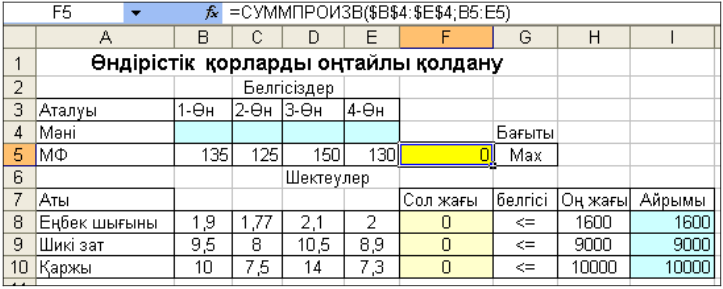 F5 fx =СУММПРОИЗВ($B$4:$E$4;B5:E5)
A B C D E F G H I
1 Өндірістік қорларды оңтайлы қолдану
2 Белгісіздер
3 Аталуы 1-Өн 2-Өн 3-Өн 4-Өн
4 Мәні Бағыты
5 МФ 135 125 150 130 0 Max
6 Шектеулер
7 Аты Сол жағы белгісі Оң жағы Айрымы
8 Еңбек шығыны 1,9 1,77 2,1 2 0 <= 1600 1600
9 Шикі зат 9,5 8 10,5 8,9 0 <= 9000 9000
10 Қаржы 10 7,5 14 7,3 0 <= 10000 10000